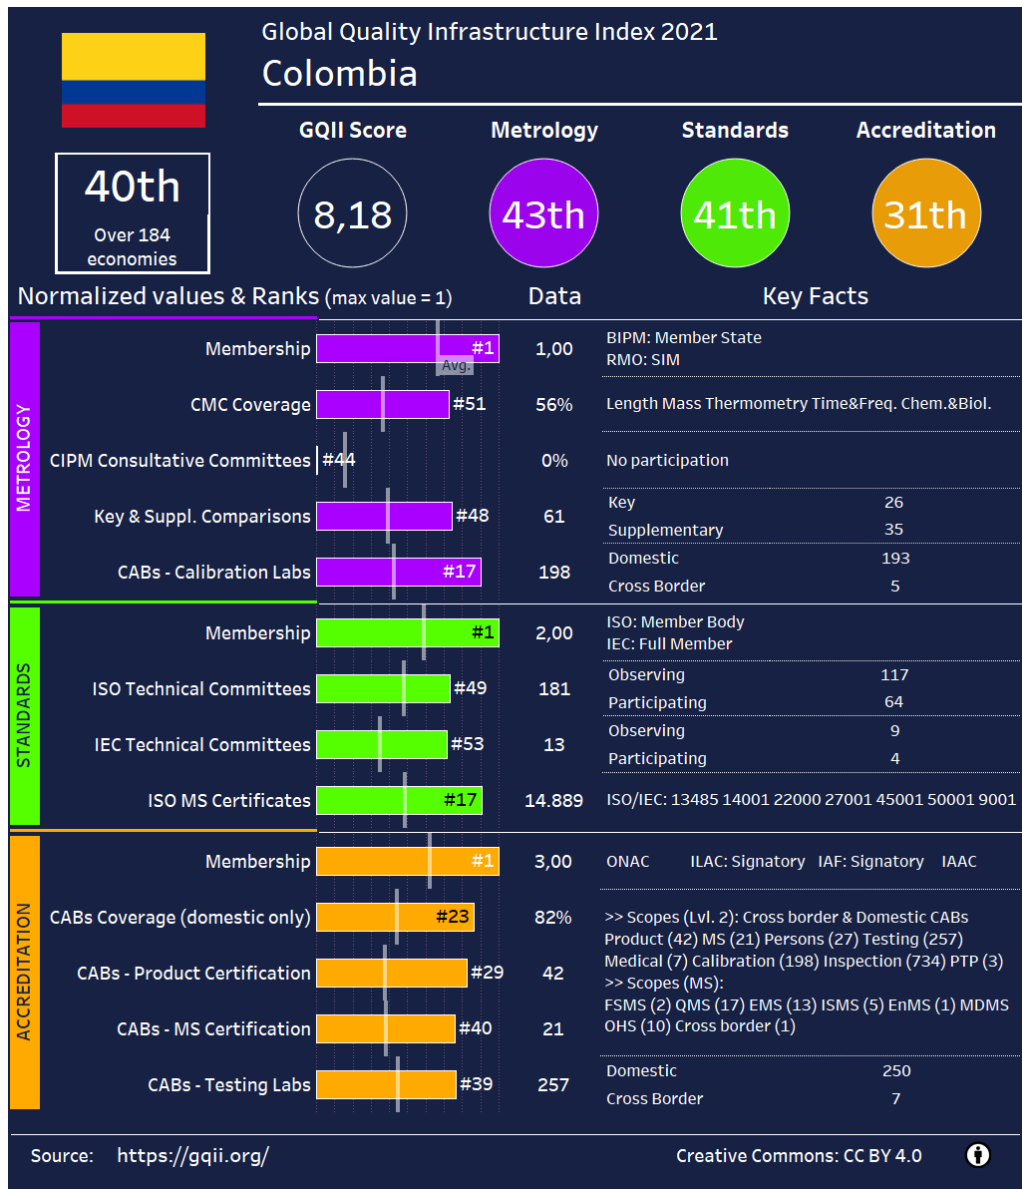 Global Quality Infrastructure Index 2021
Colombia
40th
Over 184
economies
GQII Score
Metrology
Standards
Accreditation
8,18
43th
41th
31th
Normalized values & Ranks (max value = 1)
Data
Key Facts
METROLOGY
Membership #1 1,00
Avg.
BIPM: Member State
RMO: SIM
CMC Coverage #51 56% Length Mass Thermometry Time&Freq. Chem.&Biol.
CIPM Consultative Committees #44 0% No participation
Key & Suppl. Comparisons #48 61
Key 26
Supplementary 35
CABs - Calibration Labs #17 198
Domestic 193
Cross Border 5
STANDARDS
Membership #1 2,00
ISO: Member Body
IEC: Full Member
ISO Technical Committees #49 181
Observing 117
Participating 64
IEC Technical Committees #53 13
Observing 9
Participating 4
ISO MS Certificates #17 14.889 ISO/IEC: 13485 14001 22000 27001 45001 50001 9001
ACCREDITATION
Membership #1 3,00 ONAC ILAC: Signatory IAF: Signatory IAAC
CABs Coverage (domestic only) #23 82%
CABs - Product Certification #29 42
CABs - MS Certification #40 21
>> Scopes (Lvl. 2): Cross border & Domestic CABs
Product (42) MS (21) Persons (27) Testing (257)
Medical (7) Calibration (198) Inspection (734) PTP (3)
>> Scopes (MS):
FSMS (2) QMS (17) EMS (13) ISMS (5) EnMS (1) MDMS
OHS (10) Cross border (1)
CABs - Testing Labs #39 257
Domestic 250
Cross Border 7
Source: https://gqii.org/
Creative Commons: CC BY 4.0